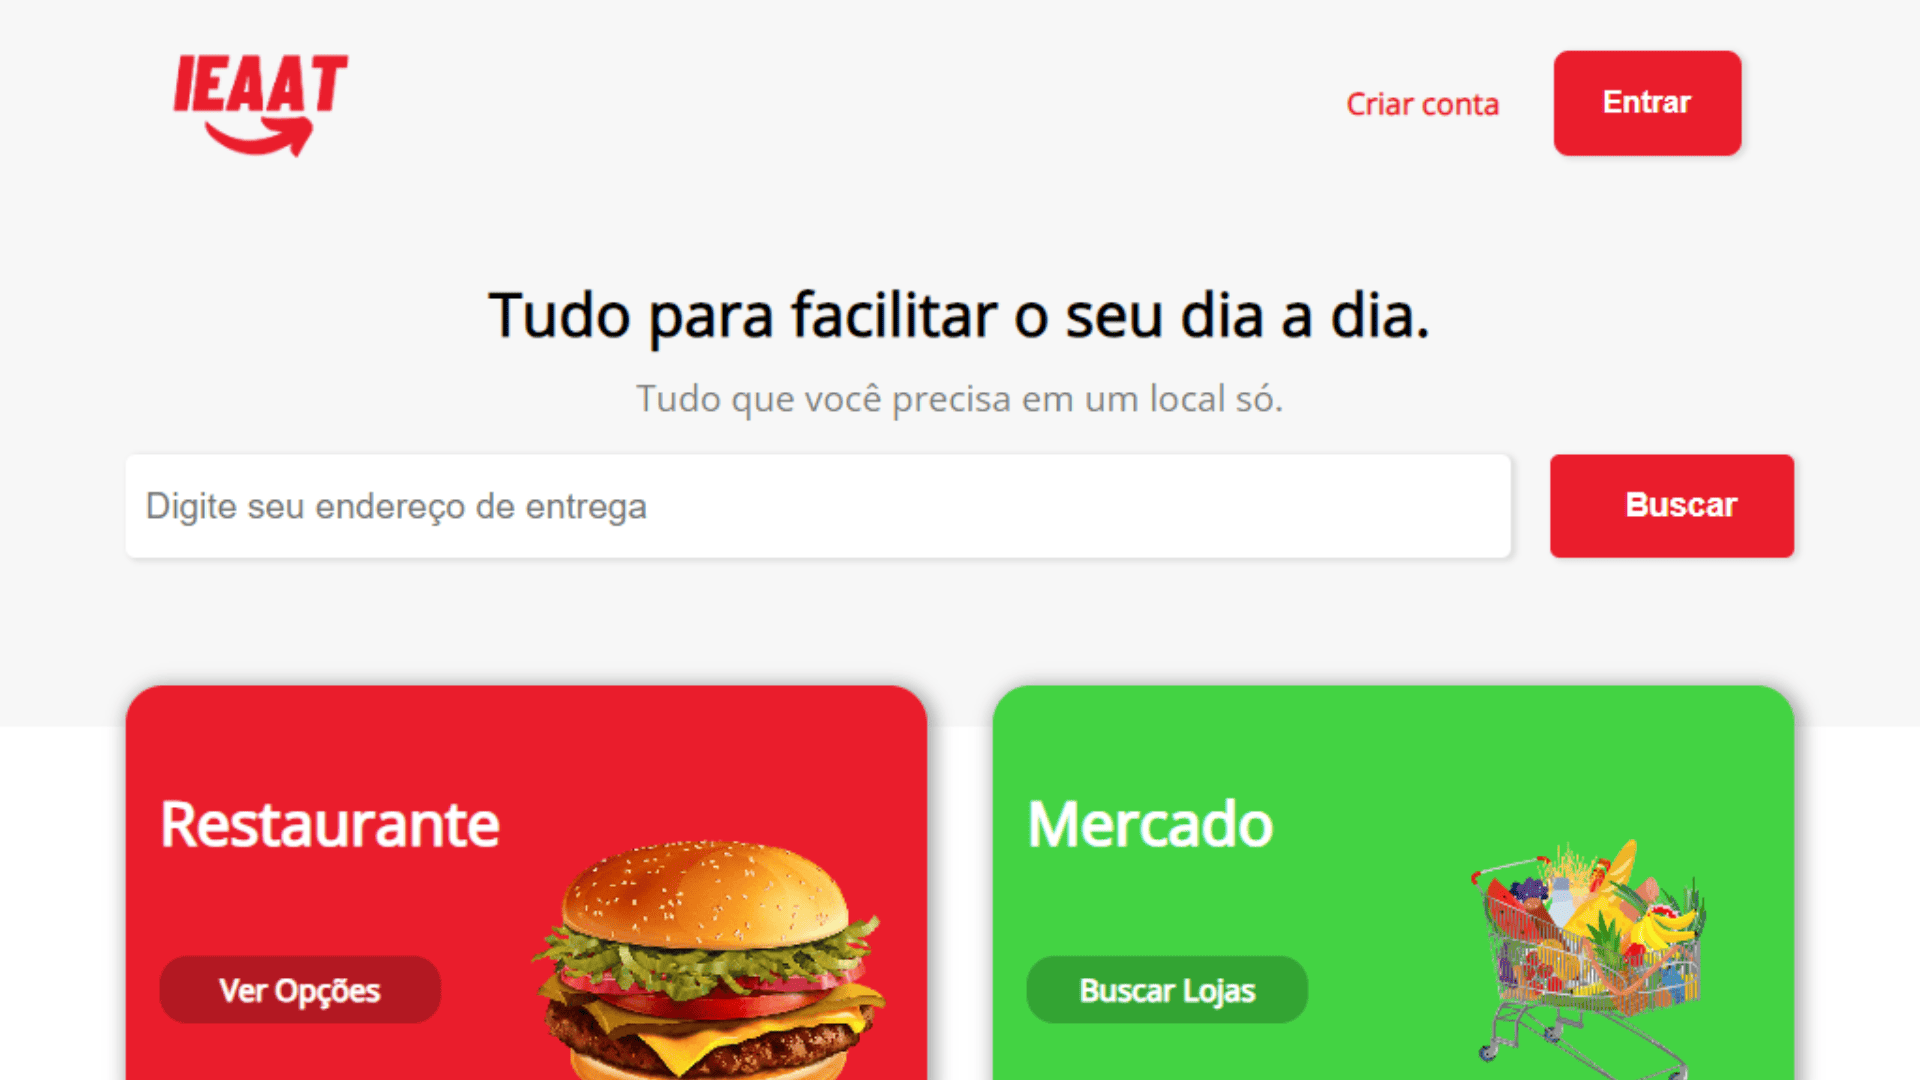 IEAAT
Criar conta
Entrar
Tudo para facilitar o seu dia a dia.
Tudo que você precisa em um local só.
Digite seu endereço de entrega
Buscar
Restaurante
Ver Opções
Mercado
Buscar Lojas